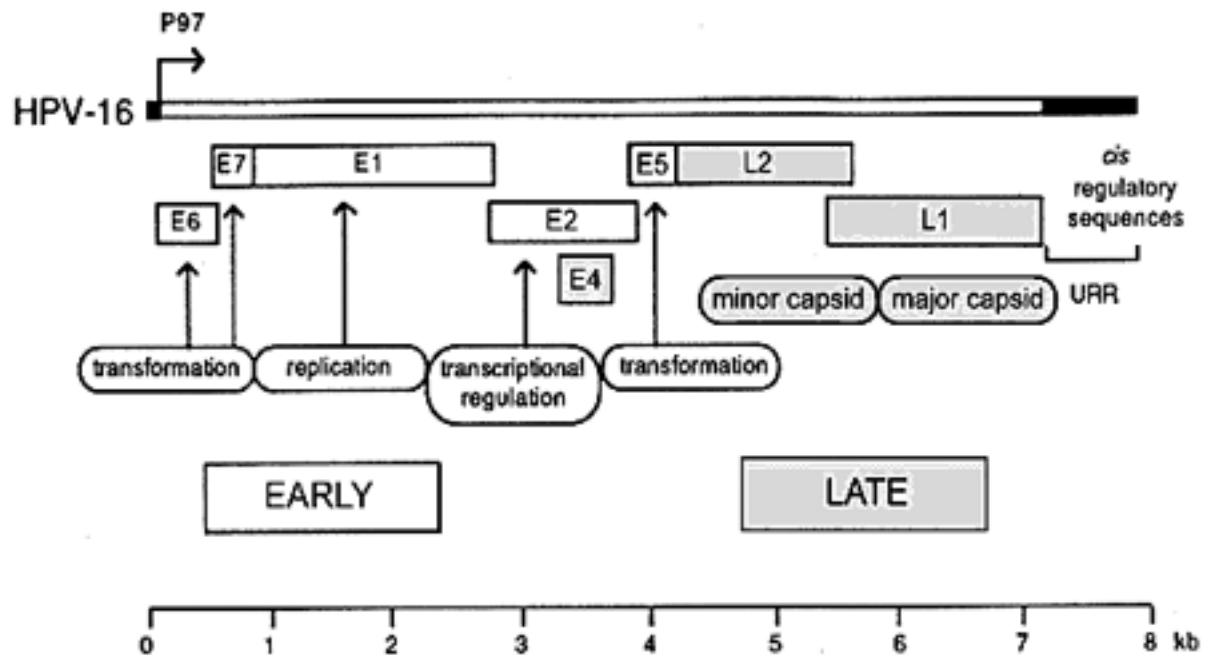 P97
HPV-16
E7 E1 E5 L2 cis
regulatory
sequences
E6 E2 L1
E4
minor capsid major capsid URR
transformation replication transcriptional
regulation transformation
EARLY LATE
0 1 2 3 4 5 6 7 8 kb